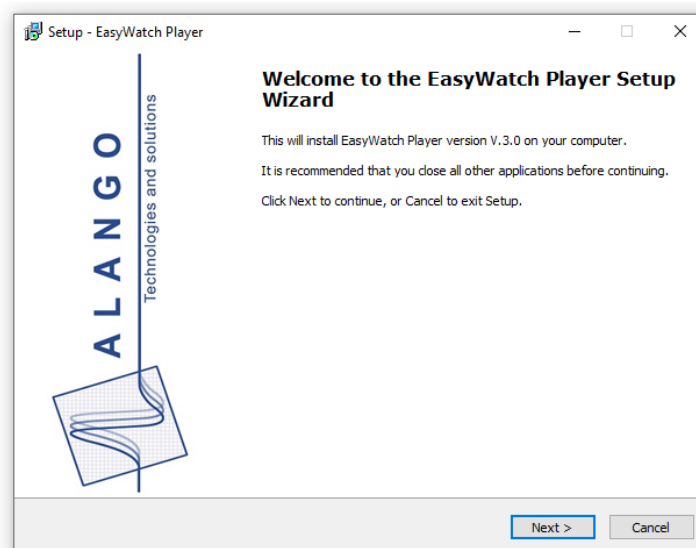 Setup - EasyWatch Player
ALANGO
Technologies and solutions
Welcome to the EasyWatch Player Setup
Wizard
This will install EasyWatch Player version V.3.0 on your computer.
It is recommended that you close all other applications before continuing.
Click Next to continue, or Cancel to exit Setup.
Next >
Cancel